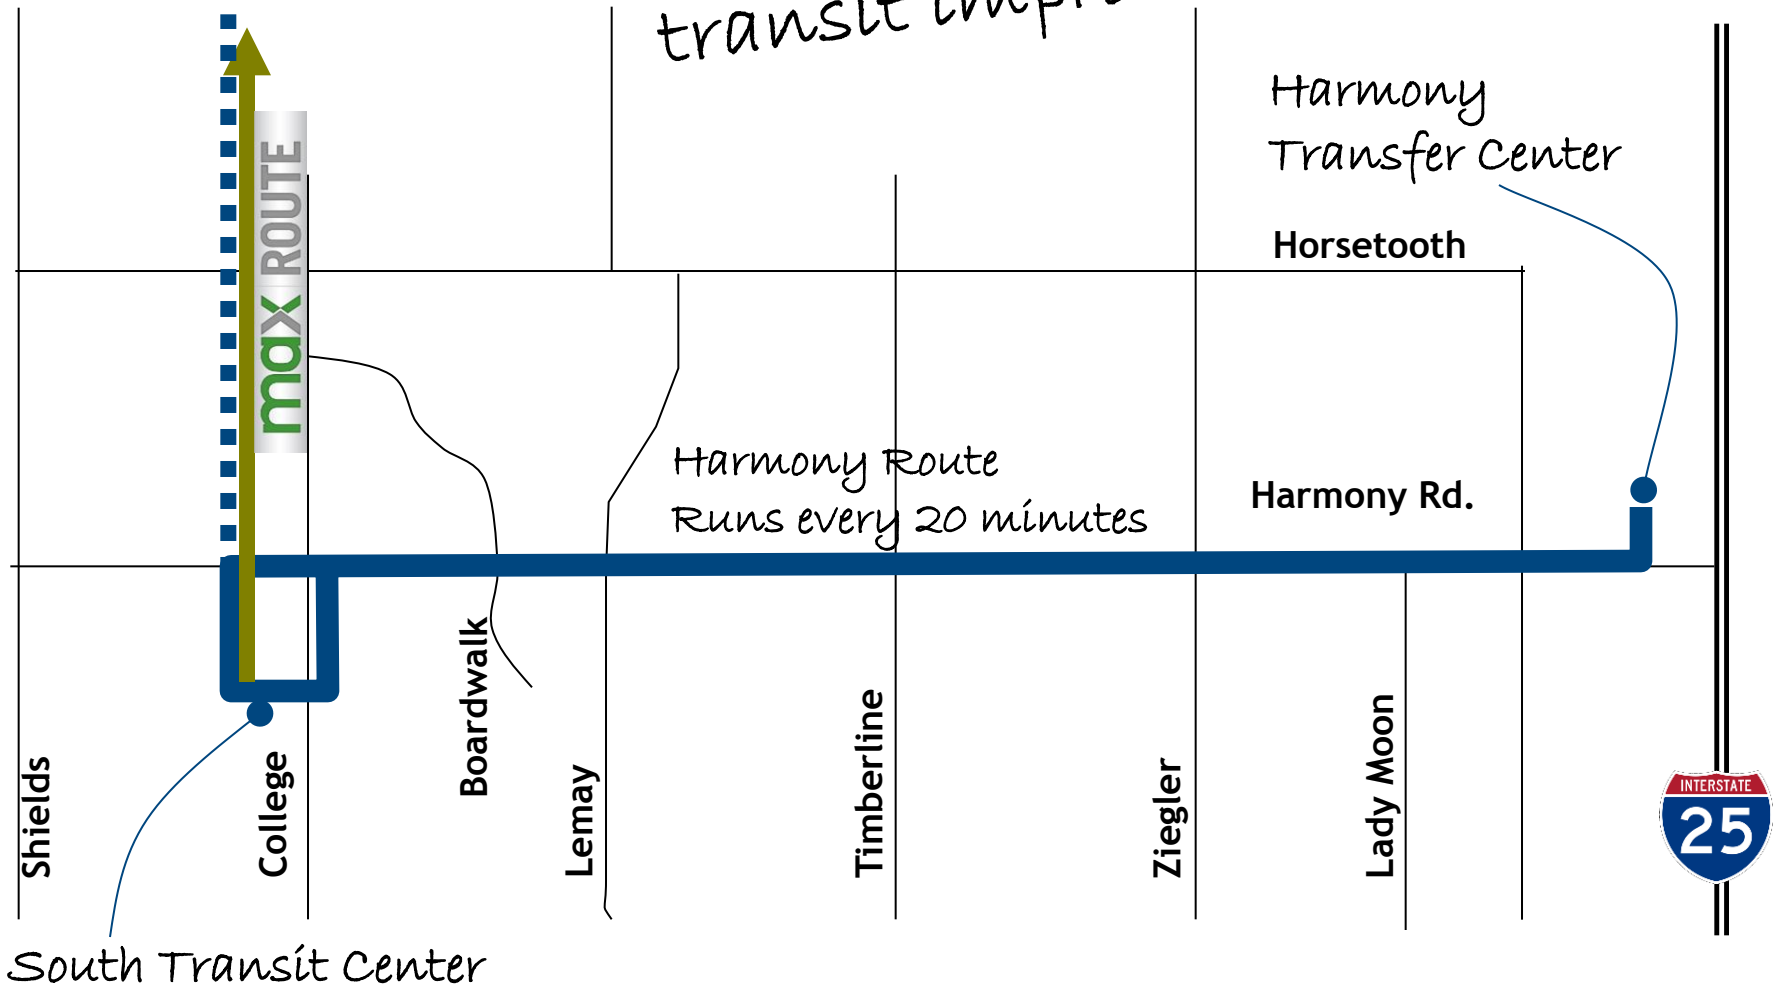 transit
Harmony
Transfer Center
max ROUTE
Horsetooth
Harmony Route
Runs every 20 minutes
Harmony Rd.
Shields
College
Boardwalk
Lemay
Timberline
Ziegler
Lady Moon
INTERSTATE
25
South Transit Center